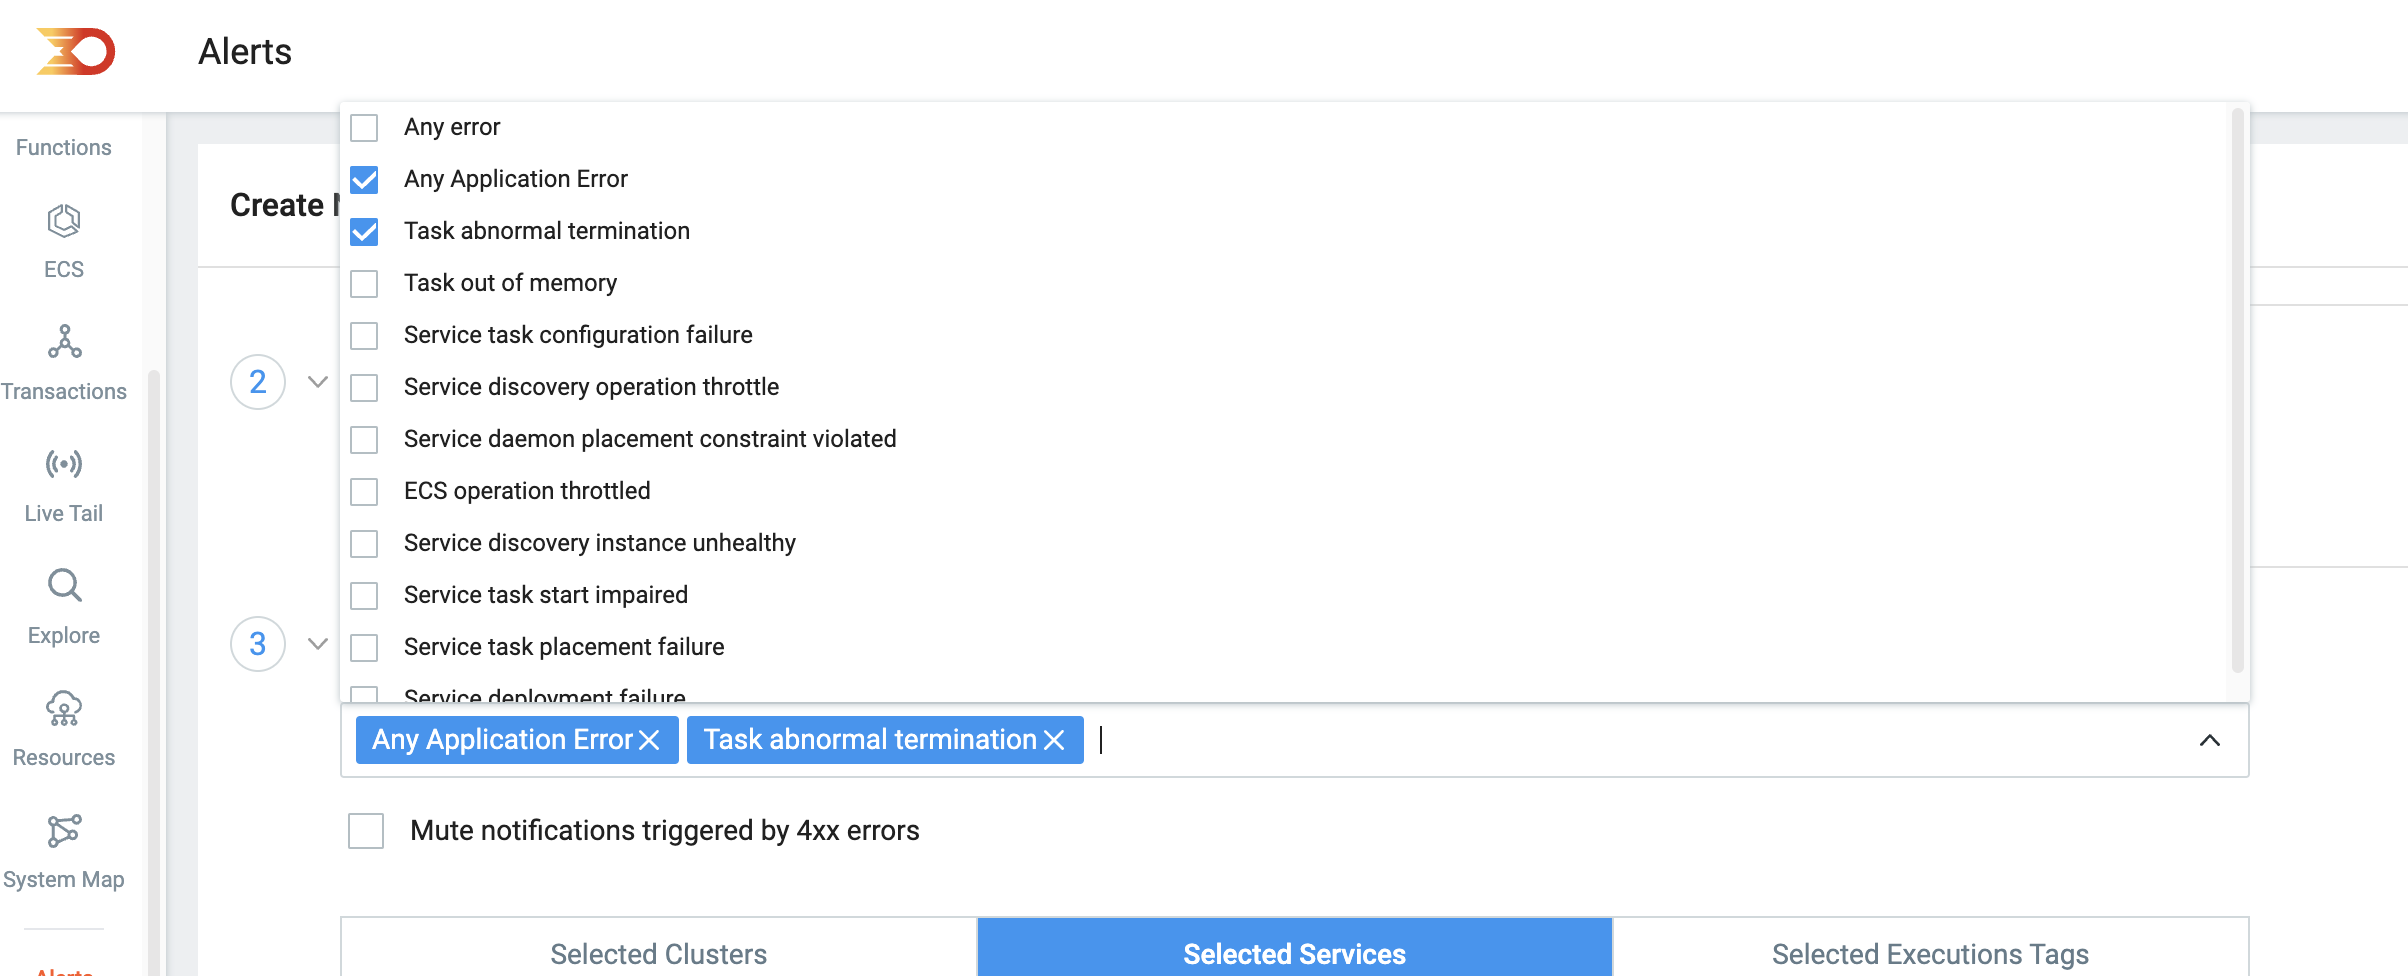 Alerts
Functions
ECS
Transactions
Live Tail
Explore
Resources
System Map
Alerts
Create
2
3
Any error
Any Application Error
Task abnormal termination
Task out of memory
Service task configuration failure
Service discovery operation throttle
Service daemon placement constraint violated
ECS operation throttled
Service discovery instance unhealthy
Service task start impaired
Service task placement failure
Service deployment failure
Any Application Error Task abnormal termination
Mute notifications triggered by 4xx errors
Selected Clusters Selected Services Selected Executions Tags